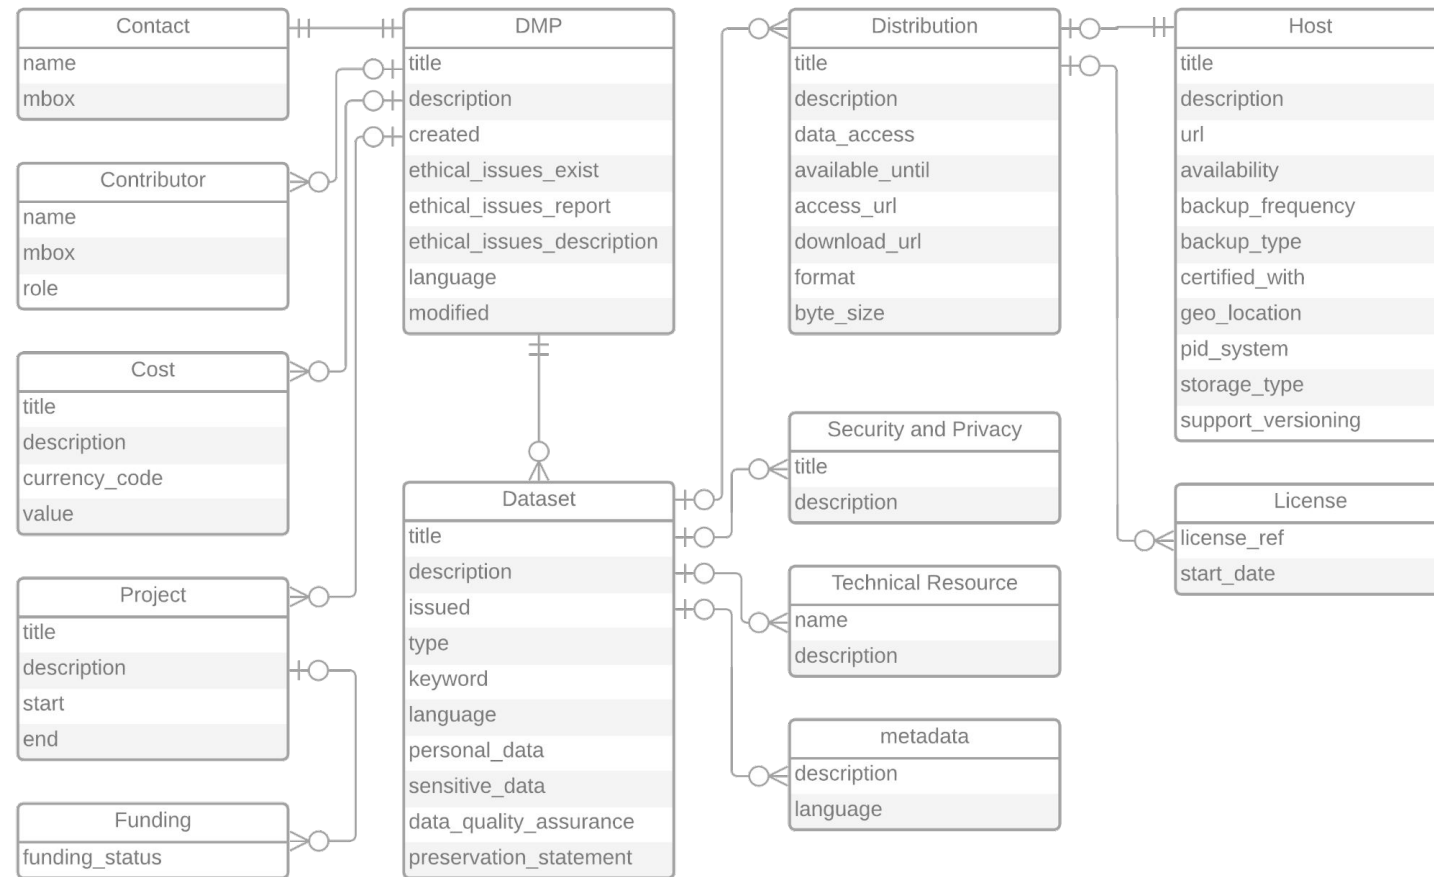 Contact
name
mbox
Contributor
name
mbox
role
Cost
title
description
currency_code
value
Project
title
description
start
end
Funding
funding_status
DMP
title
description
created
ethical_issues_exist
ethical_issues_report
ethical_issues_description
language
modified
Dataset
title
description
issued
type
keyword
language
personal_data
sensitive_data
data_quality_assurance
preservation_statement
Distribution
title
description
data_access
available_until
access_url
download_url
format
byte_size
Security and Privacy
title
description
Technical Resource
name
description
metadata
description
language
Host
title
description
url
availability
backup_frequency
backup_type
certified_with
geo_location
pid_system
storage_type
support_versioning
License
license_ref
start_date